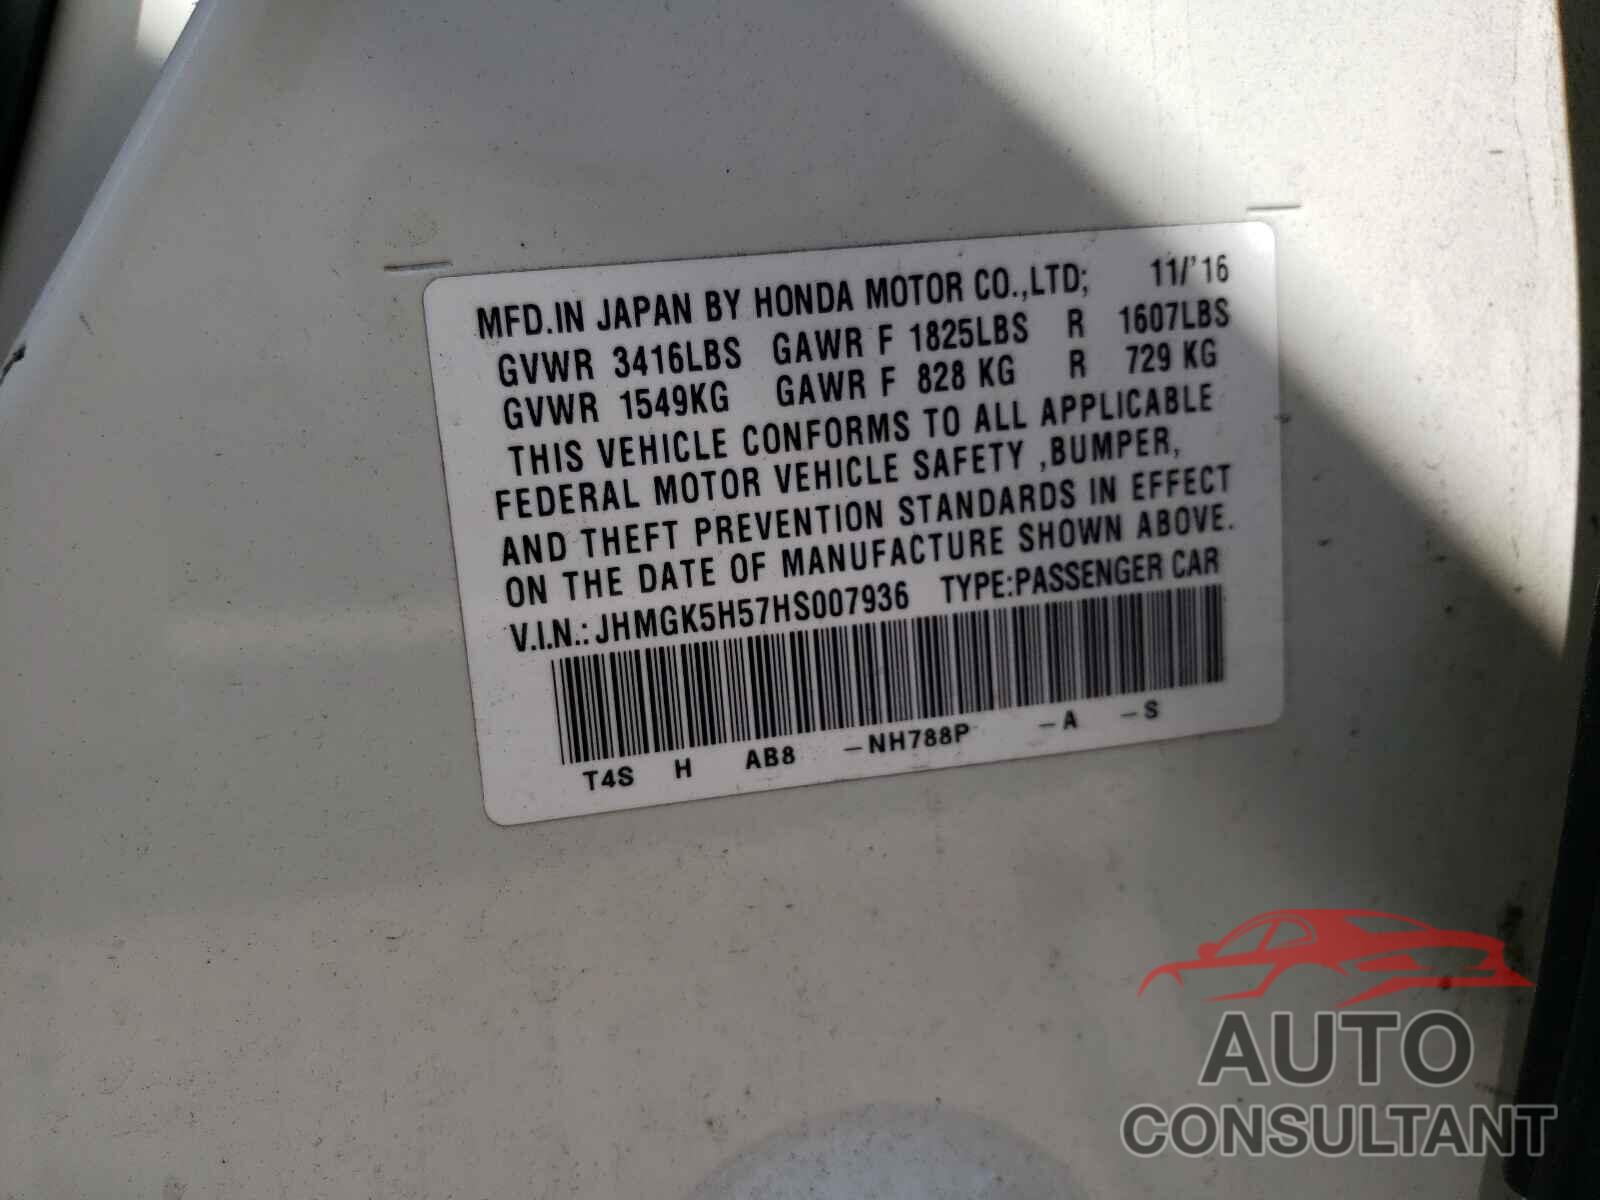 MFD.IN JAPAN BY HONDA MOTOR CO.,LTD; 11/'16
GVWR 3416LBS GAWR F 1825LBS R 1607LBS
GVWR 1549KG GAWR F 828 KG R 729 KG
THIS VEHICLE CONFORMS TO ALL APPLICABLE
FEDERAL MOTOR VEHICLE SAFETY ,BUMPER,
AND THEFT PREVENTION STANDARDS IN EFFECT
ON THE DATE OF MANUFACTURE SHOWN ABOVE.
V.I.N.: JHMGK5H57HS007936 TYPE:PASSENGER CAR
T4S H AB8 -NH788P -A -S
AUTO
CONSULTANT